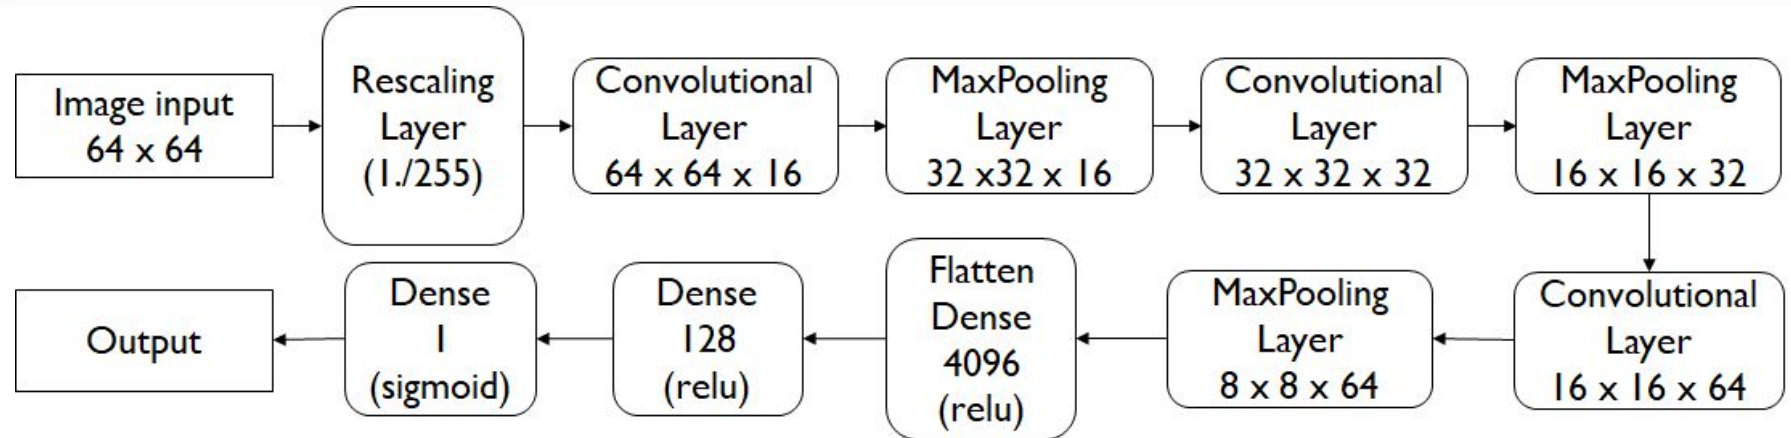 Image input
64 x 64
Rescaling
Layer
(1./255)
Convolutional
Layer
64 x 64 x 16
MaxPooling
Layer
32 x32 x 16
Convolutional
Layer
32 x 32 x 32
MaxPooling
Layer
16 x 16 x 32
Convolutional
Layer
16 x 16 x 64
MaxPooling
Layer
8 x 8 x 64
Flatten
Dense
4096
(relu)
Dense
128
(relu)
Dense
1
(sigmoid)
Output